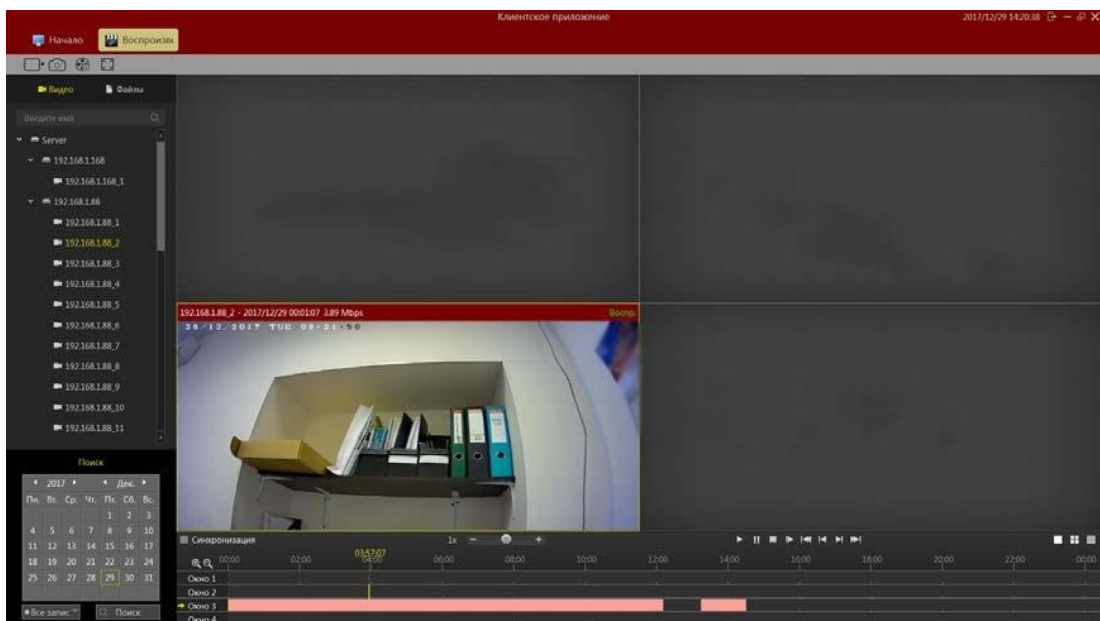 Клиентское приложение
2017/12/29 14:20:38
Начало
Воспроизв
Видео
Файлы
Введите имя
Server
192.168.1.168
192.168.1.168_1
192.168.1.88
192.168.1.88_1
192.168.1.88_2
192.168.1.88_3
192.168.1.88_4
192.168.1.88_5
192.168.1.88_6
192.168.1.88_7
192.168.1.88_8
192.168.1.88_9
192.168.1.88_10
192.168.1.88_11
192.168.1.88_2 - 2017/12/29 00:01:07 3.89 Mbps
Воспр.
26/12/2017 TUE 09:21:50
Поиск
2017 Дек.
Пн. Вт. Ср. Чт. Пт. Сб. Вс.
1 2 3
4 5 6 7 8 9 10
11 12 13 14 15 16 17
18 19 20 21 22 23 24
25 26 27 28 29 30 31
Все запис
Поиск
Синхронизация
1x
03:57:07
00:00 02:00 04:00 06:00 08:00 10:00 12:00 14:00 16:00 18:00 20:00 22:00 00:00
Окно 1
Окно 2
Окно 3
Окно 4